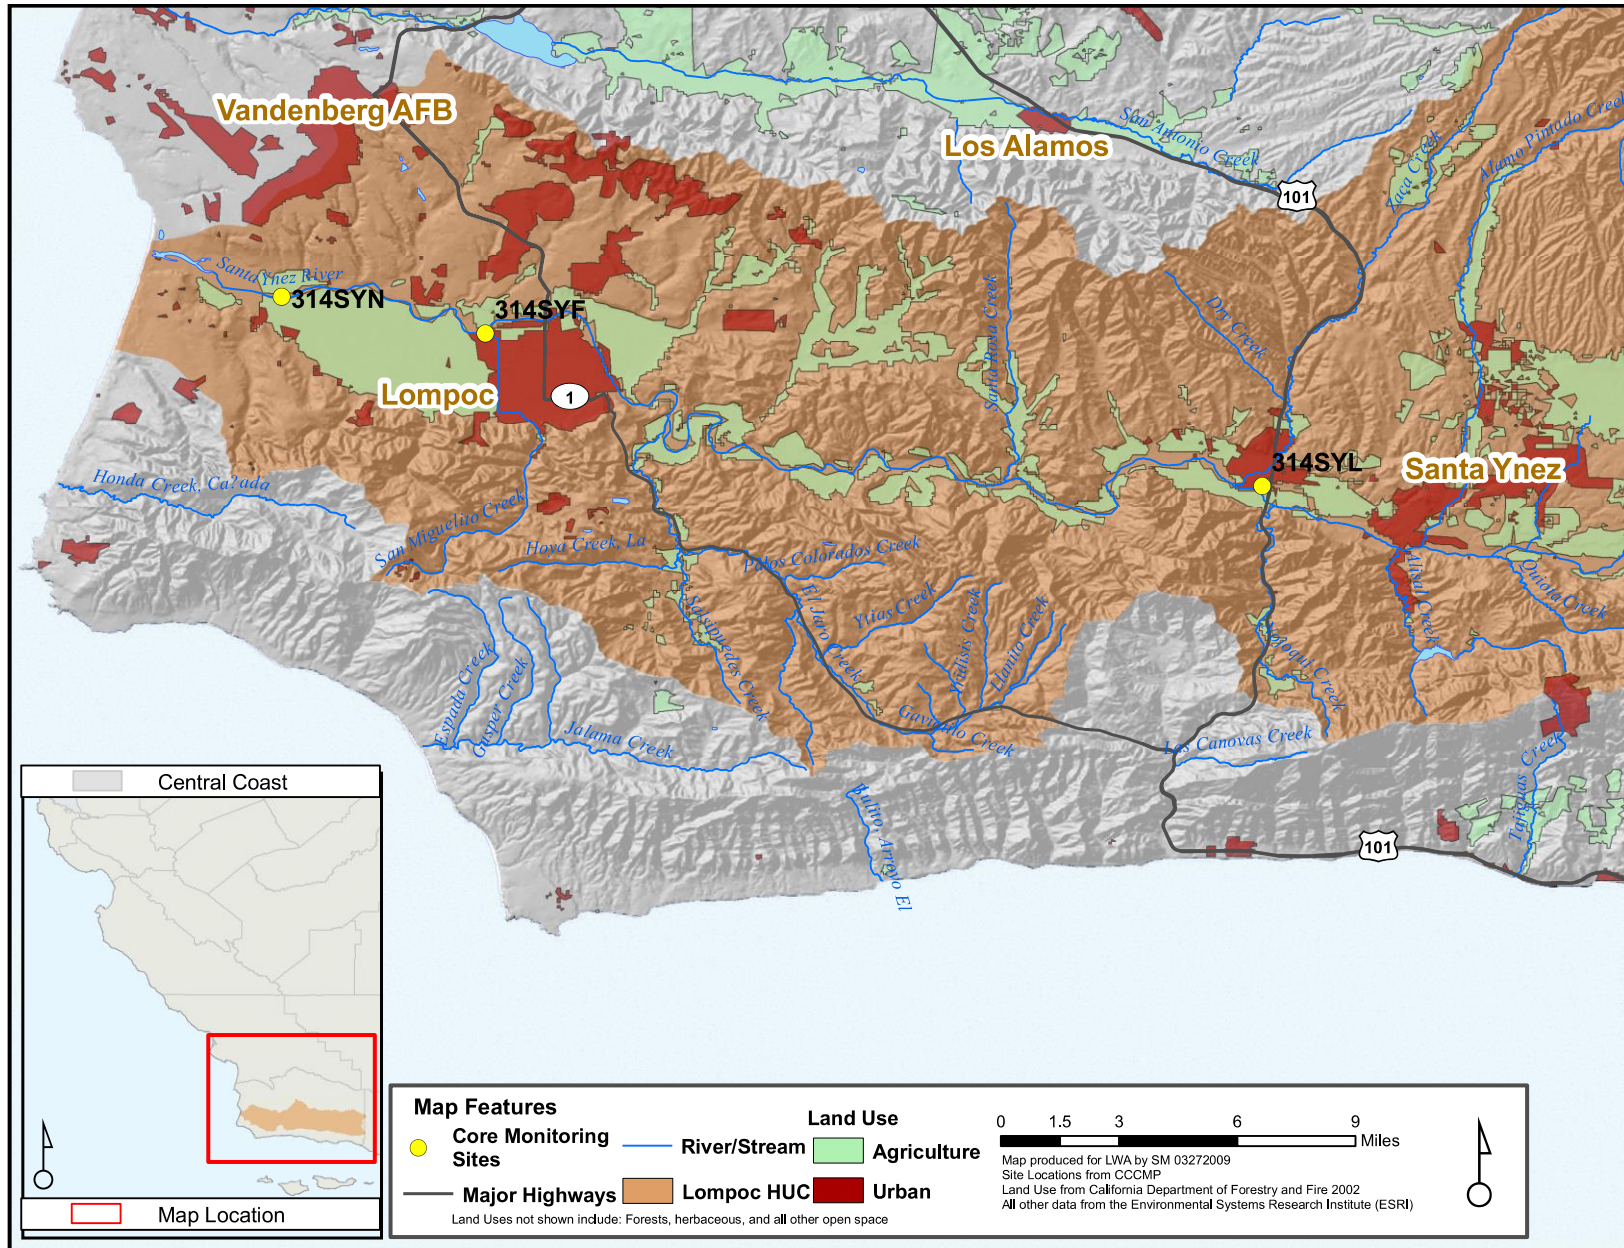 Vandenberg AFB
Los Alamos
San Antonio Creek
Zaca Creek
Alamo Pintado Creek
101
Santa Ynez River
314SYN
314SYF
Santa Rosa Creek
Dry Creek
Lompoc
1
314SYL
Santa Ynez
Honda Creek, Ca?ada
San Miguelito Creek
Hoya Creek, La
Palos Colorados Creek
El Jaro Creek
Ytias Creek
Yridisis Creek
Llanito Creek
Salsipuedes Creek
Nojoqui Creek
Alisal Creek
Quiota Creek
Espada Creek
Gasper Creek
Jalama Creek
Gavilito Creek
Las Canovas Creek
Tajiguas Creek
Bulito, Arroyo El
101
Central Coast
Map Location
Map Features
Core Monitoring
Sites
River/Stream
Major Highways
Lompoc HUC
Land Use
Agriculture
Urban
Land Uses not shown include: Forests, herbaceous, and all other open space
0 1.5 3 6 9
Miles
Map produced for LWA by SM 03272009
Site Locations from CCCMP
Land Use from California Department of Forestry and Fire 2002
All other data from the Environmental Systems Research Institute (ESRI)